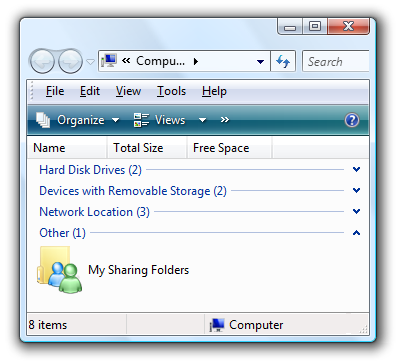 « Compu... Search
File Edit View Tools Help
Organize Views »
Name Total Size Free Space
Hard Disk Drives (2)
Devices with Removable Storage (2)
Network Location (3)
Other (1)
My Sharing Folders
8 items Computer